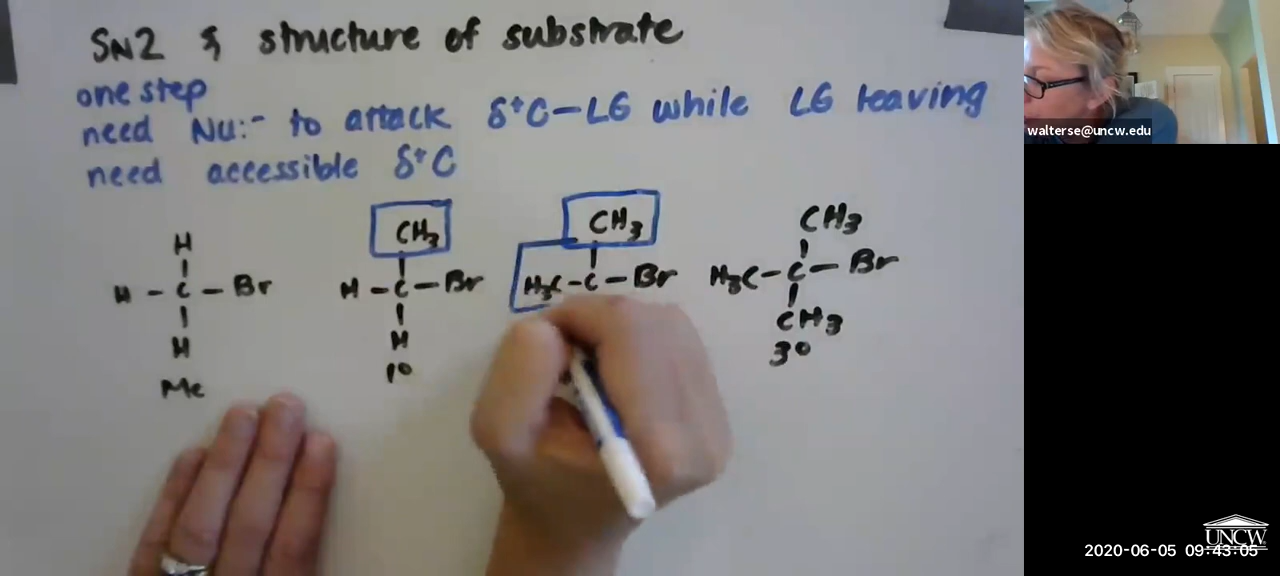 SN2 & structure of substrate
one step
need Nu:- to attack δ+C-LG while LG leaving
need accessible δ+C
H
H - C - Br
H
Me
CH3
H - C - Br
H
1°
CH3
H3C - C - Br
CH3
H3C - C - Br
CH3
3°
walterse@uncw.edu
UNCW
2020-06-05 09:43:05